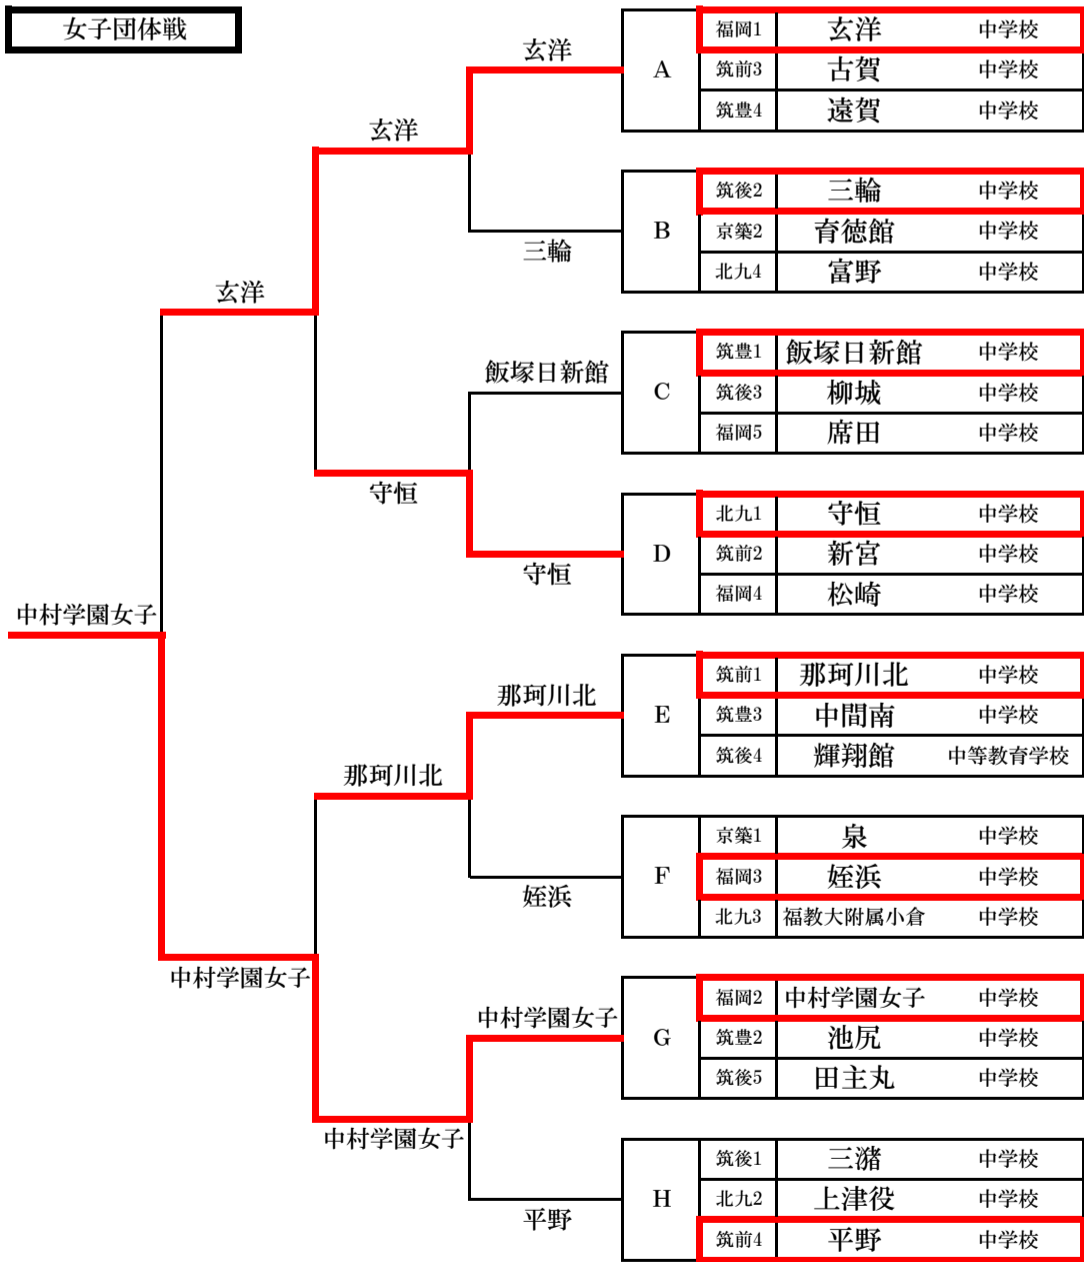 女子団体戦
玄洋
玄洋
三輪
玄洋
飯塚日新館
守恒
守恒
中村学園女子
那珂川北
那珂川北
姪浜
中村学園女子
中村学園女子
中村学園女子
平野
A
福岡1 玄洋 中学校
筑前3 古賀 中学校
筑豊4 遠賀 中学校
B
筑後2 三輪 中学校
京築2 育徳館 中学校
北九4 富野 中学校
C
筑豊1 飯塚日新館 中学校
筑後3 柳城 中学校
福岡5 席田 中学校
D
北九1 守恒 中学校
筑前2 新宮 中学校
福岡4 松崎 中学校
E
筑前1 那珂川北 中学校
筑豊3 中間南 中学校
筑後4 輝翔館 中等教育学校
F
京築1 泉 中学校
福岡3 姪浜 中学校
北九3 福教大附属小倉 中学校
G
福岡2 中村学園女子 中学校
筑豊2 池尻 中学校
筑後5 田主丸 中学校
H
筑後1 三潴 中学校
北九2 上津役 中学校
筑前4 平野 中学校